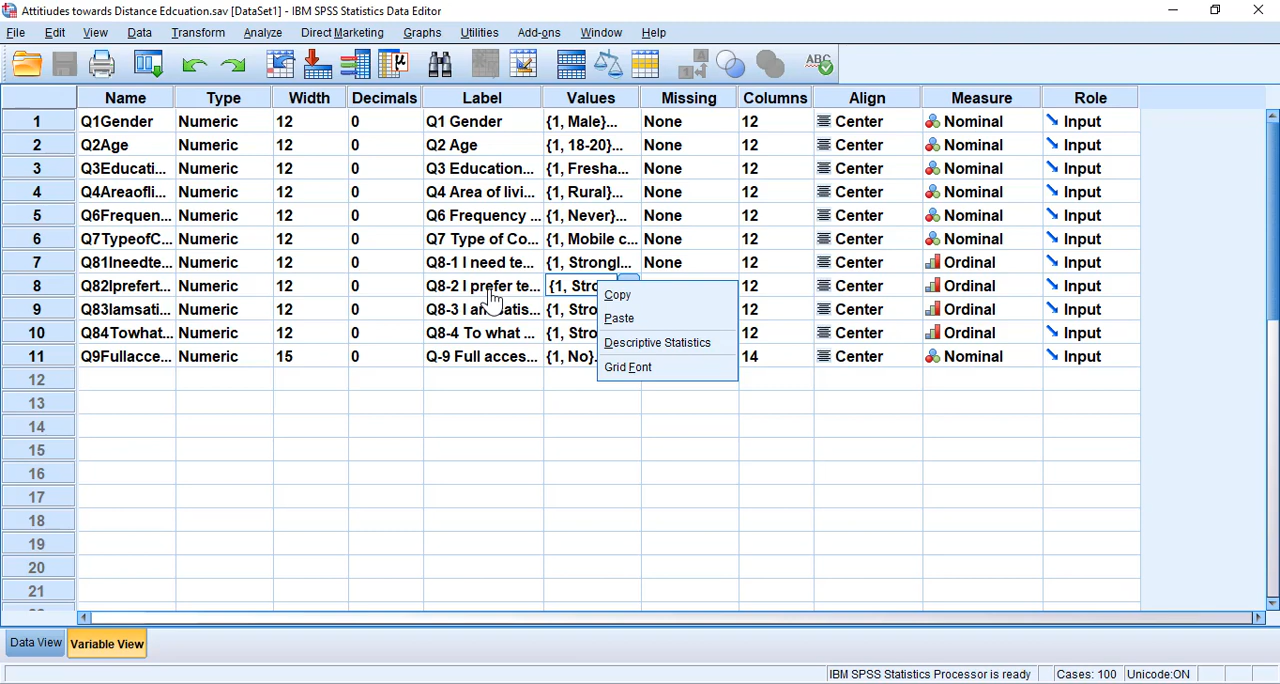 Attitiudes towards Distance Edcuation.sav [DataSet1] - IBM SPSS Statistics Data Editor
File Edit View Data Transform Analyze Direct Marketing Graphs Utilities Add-ons Window Help
Name Type Width Decimals Label Values Missing Columns Align Measure Role
1 Q1Gender Numeric 12 0 Q1 Gender {1, Male}... None 12 Center Nominal Input
2 Q2Age Numeric 12 0 Q2 Age {1, 18-20}... None 12 Center Nominal Input
3 Q3Educati... Numeric 12 0 Q3 Education... {1, Fresha... None 12 Center Nominal Input
4 Q4Areaofli... Numeric 12 0 Q4 Area of livi... {1, Rural}... None 12 Center Nominal Input
5 Q6Frequen... Numeric 12 0 Q6 Frequency ... {1, Never}... None 12 Center Nominal Input
6 Q7TypeofC... Numeric 12 0 Q7 Type of Co... {1, Mobile c... None 12 Center Nominal Input
7 Q81Ineedte... Numeric 12 0 Q8-1 I need te... {1, Strongl... None 12 Center Ordinal Input
8 Q82Iprefert... Numeric 12 0 Q8-2 I prefer te... {1, Stro Center Ordinal Input
9 Q83Iamsati... Numeric 12 0 Q8-3 I am satis... {1, Stro 12 Center Ordinal Input
10 Q84Towhat... Numeric 12 0 Q8-4 To what ... {1, Stro 12 Center Ordinal Input
11 Q9Fullacce... Numeric 15 0 Q-9 Full acces... {1, No}. 14 Center Nominal Input
Copy
Paste
Descriptive Statistics
Grid Font
12
13
14
15
16
17
18
19
20
21
Data View Variable View
IBM SPSS Statistics Processor is ready Cases: 100 Unicode:ON